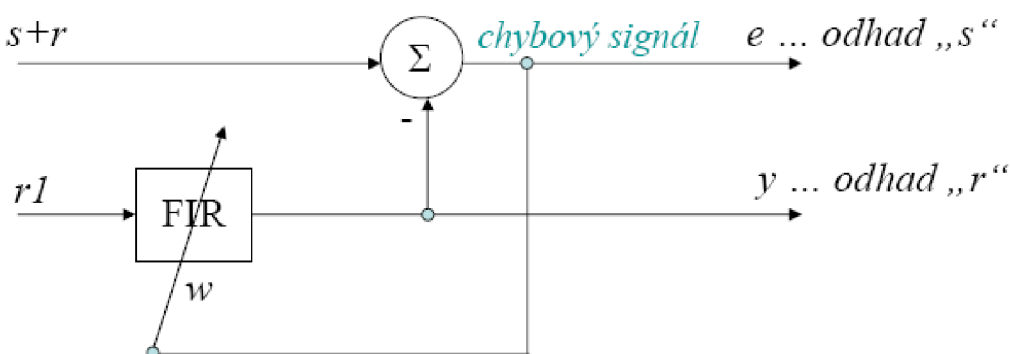 s+r
Σ
chybový signál
e ... odhad „s“
-
r1
FIR
y ... odhad „r“
w